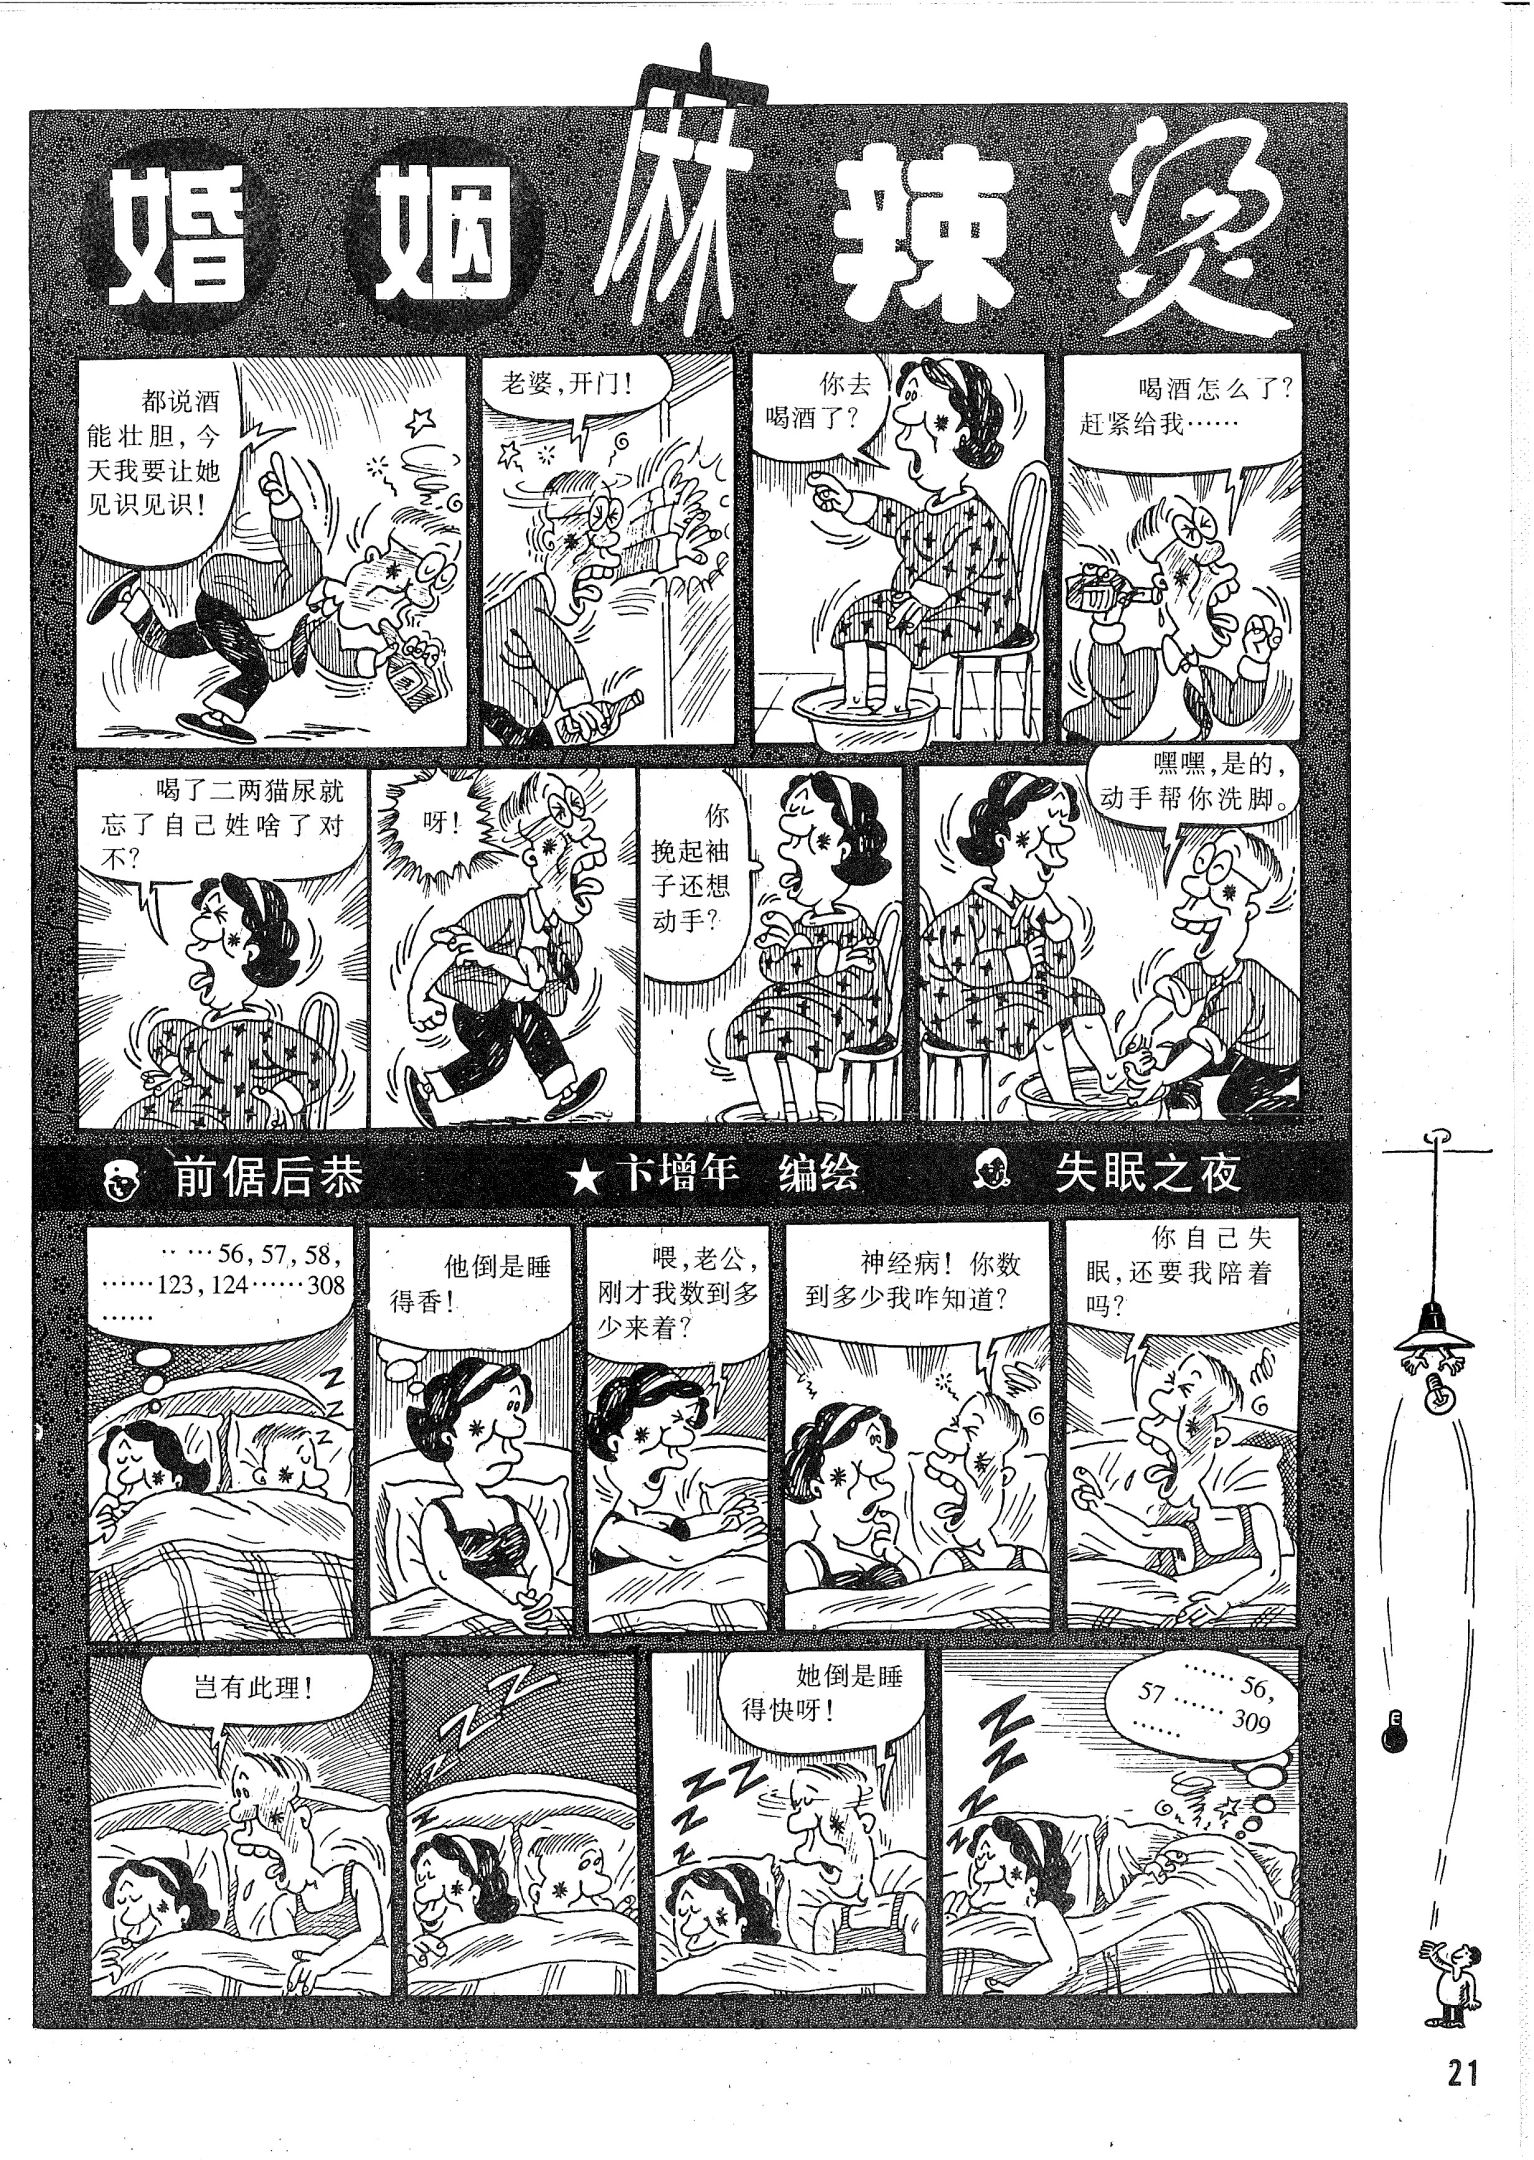 婚姻麻辣烫
都说酒
能壮胆,今
天我要让她
见识见识!
老婆,开门!
你去
喝酒了?
喝酒怎么了?
赶紧给我……
喝了二两猫尿就
忘了自己姓啥了对
不?
呀!
你
挽起袖
子还想
动手?
嘿嘿,是的,
动手帮你洗脚。
前倨后恭
★卞增年 编绘
失眠之夜
……56,57,58,
……123,124……308
……
他倒是睡
得香!
喂,老公,
刚才我数到多
少来着?
神经病!你数
到多少我咋知道?
你自己失
眠,还要我陪着
吗?
岂有此理!
她倒是睡
得快呀!
……56,
57……309
……
21